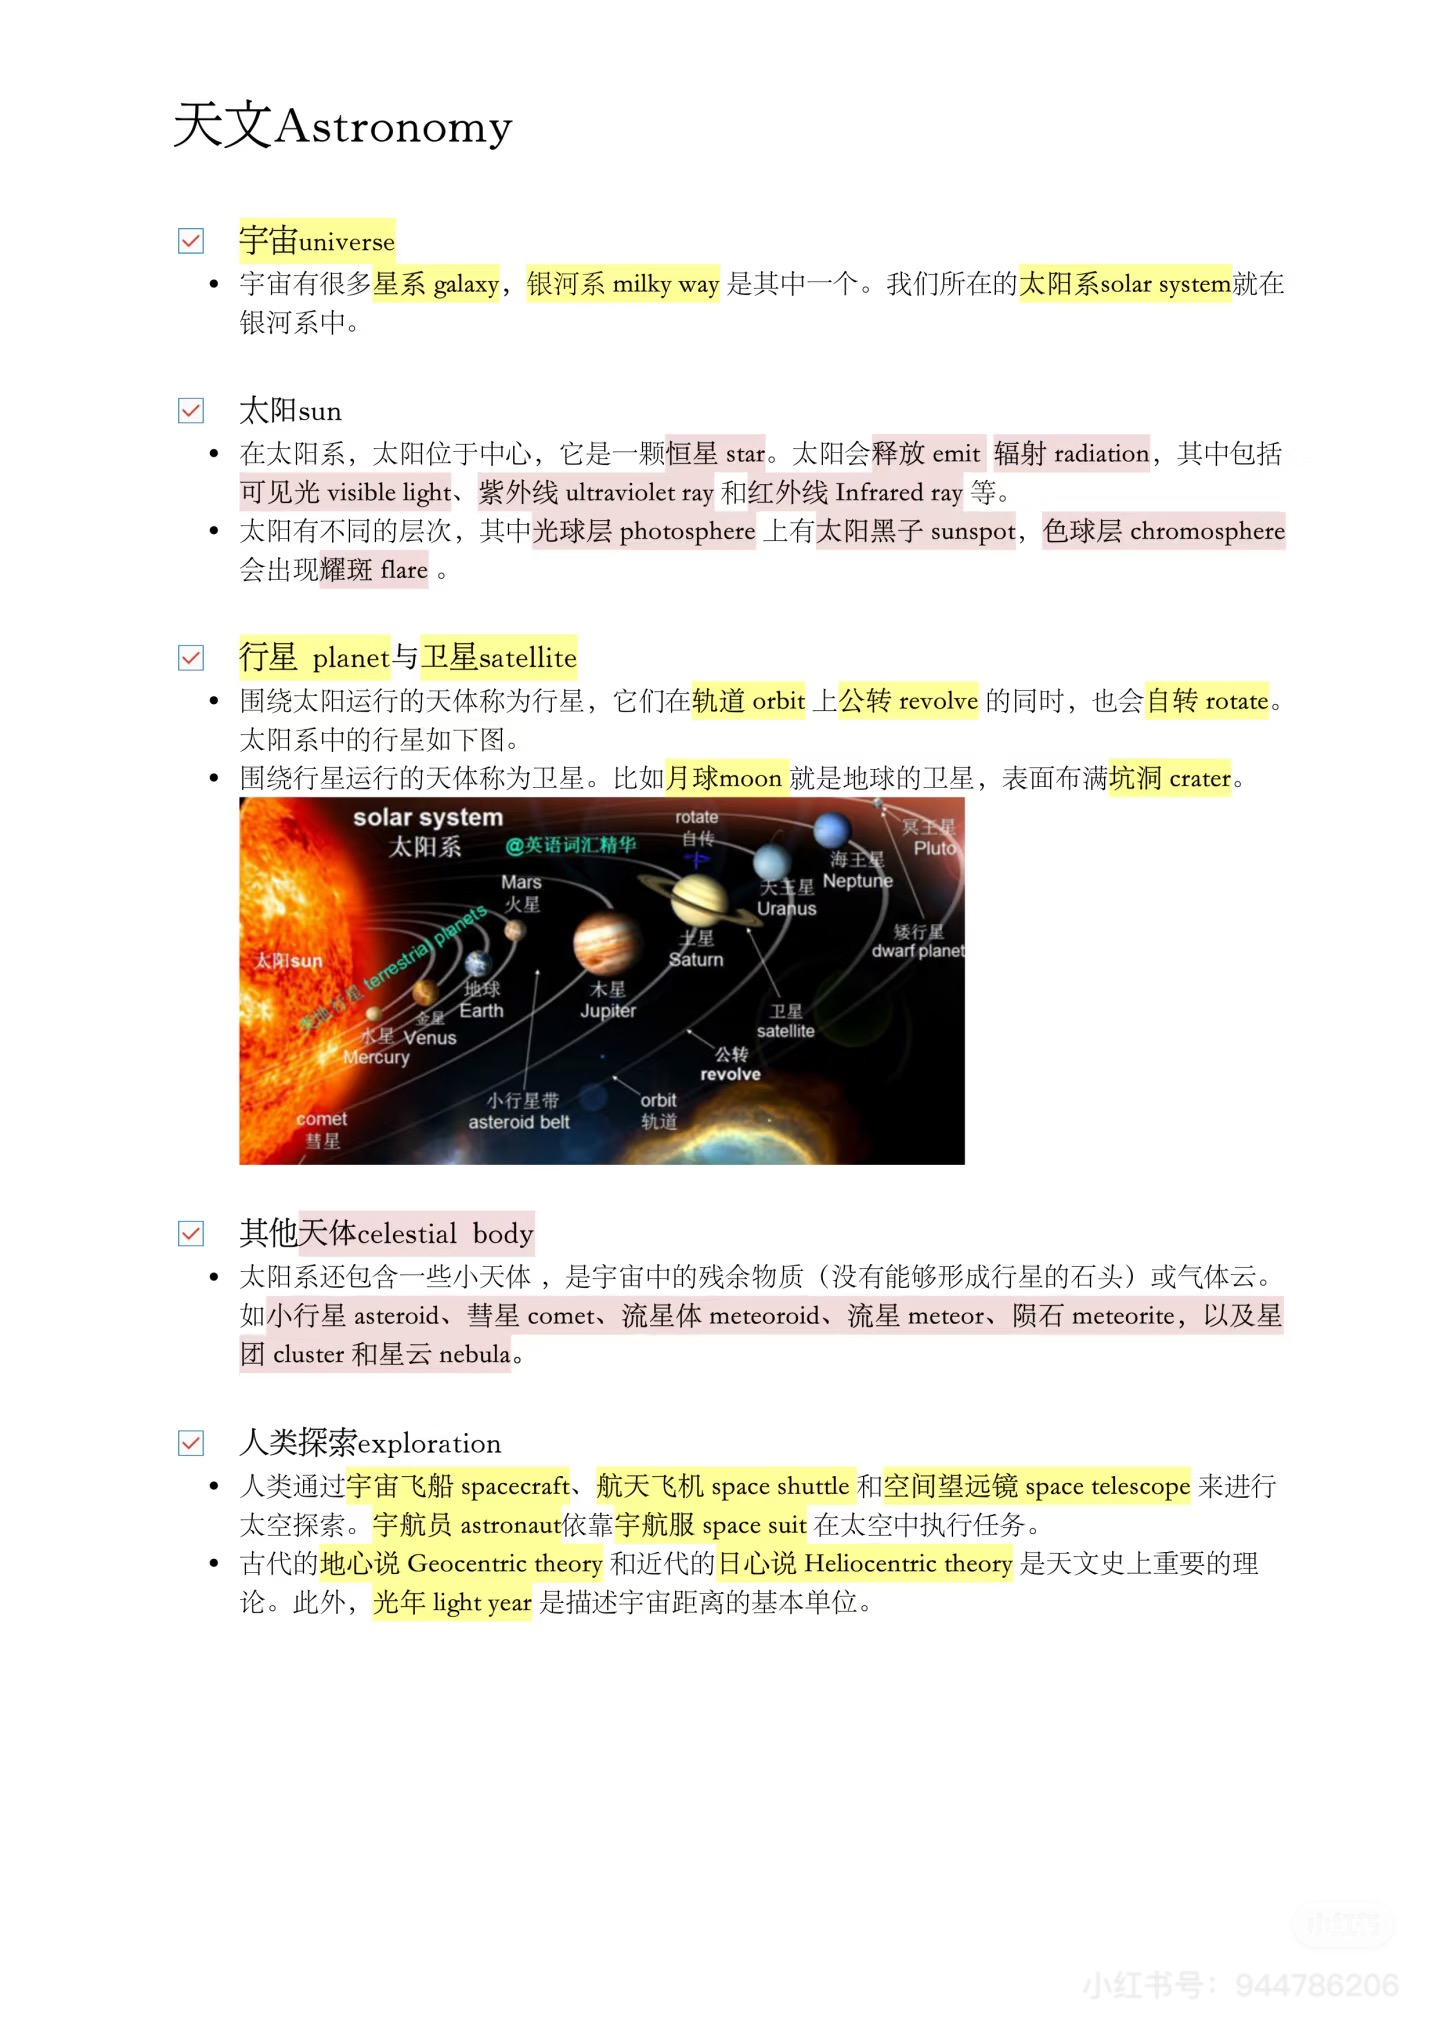 天文Astronomy
宇宙universe
宇宙有很多星系 galaxy，银河系 milky way 是其中一个。我们所在的太阳系solar system就在
银河系中。
太阳sun
在太阳系，太阳位于中心，它是一颗恒星 star。太阳会释放 emit 辐射 radiation，其中包括
可见光 visible light、紫外线 ultraviolet ray 和红外线 Infrared ray 等。
太阳有不同的层次，其中光球层 photosphere 上有太阳黑子 sunspot，色球层 chromosphere
会出现耀斑 flare 。
行星 planet与卫星satellite
围绕太阳运行的天体称为行星，它们在轨道 orbit 上公转 revolve 的同时，也会自转 rotate。
太阳系中的行星如下图。
围绕行星运行的天体称为卫星。比如月球moon 就是地球的卫星，表面布满坑洞 crater。
solar system
太阳系
@英语词汇精华
rotate
自传
冥王星
Pluto
海王星
Neptune
天王星
Uranus
Mars
火星
土星
Saturn
矮行星
dwarf planet
太阳sun
类地行星 terrestrial planets
地球
Earth
木星
Jupiter
卫星
satellite
金星
Venus
水星
Mercury
公转
revolve
小行星带
asteroid belt
orbit
轨道
comet
彗星
其他天体celestial body
太阳系还包含一些小天体 ，是宇宙中的残余物质（没有能够形成行星的石头）或气体云。
如小行星 asteroid、彗星 comet、流星体 meteoroid、流星 meteor、陨石 meteorite，以及星
团 cluster 和星云 nebula。
人类探索exploration
人类通过宇宙飞船 spacecraft、航天飞机 space shuttle 和空间望远镜 space telescope 来进行
太空探索。宇航员 astronaut依靠宇航服 space suit 在太空中执行任务。
古代的地心说 Geocentric theory 和近代的日心说 Heliocentric theory 是天文史上重要的理
论。此外，光年 light year 是描述宇宙距离的基本单位。
小红书
小红书号：944786206